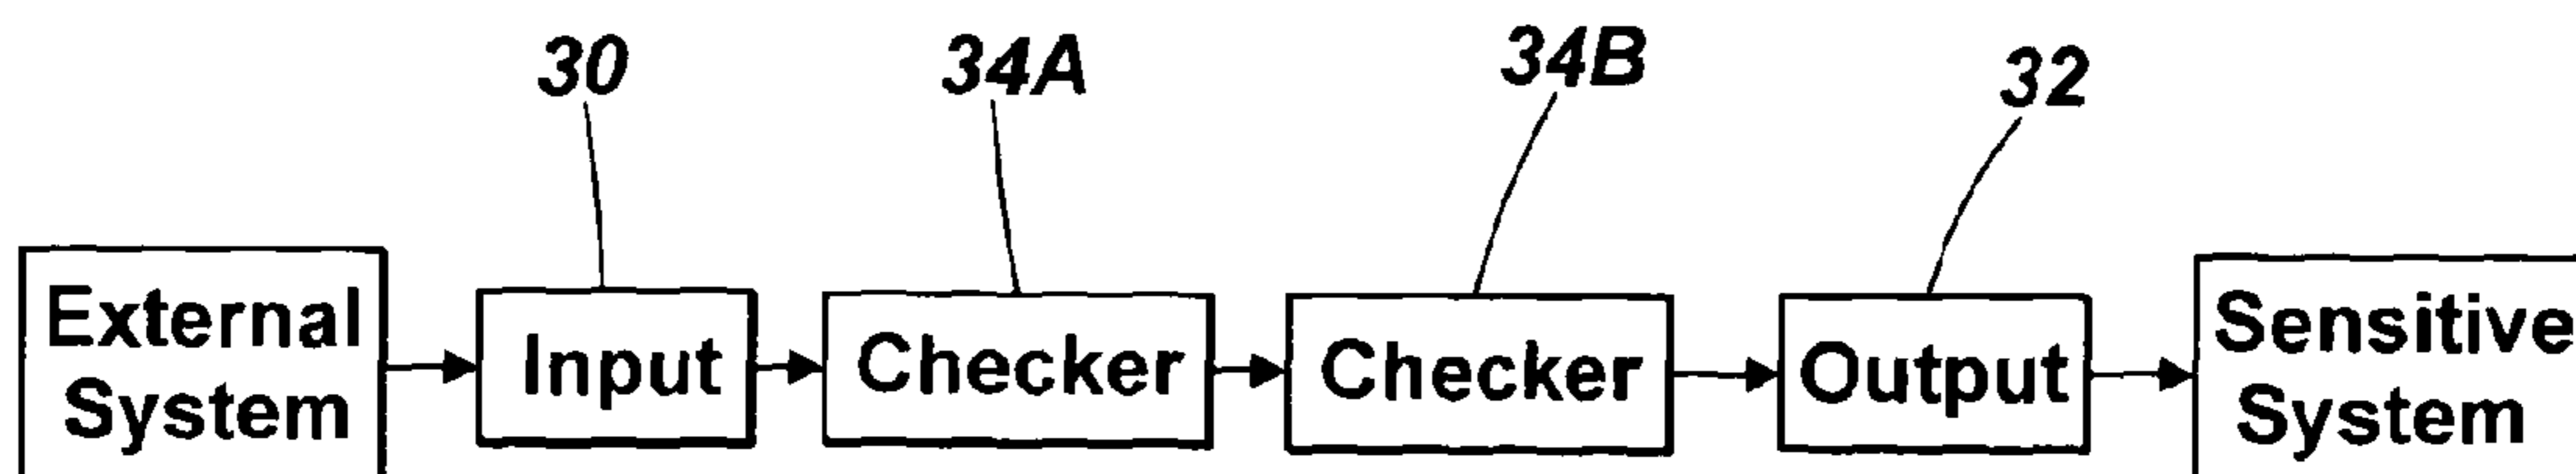 30
34A
34B
32
External
System
Input
Checker
Checker
Output
Sensitive
System